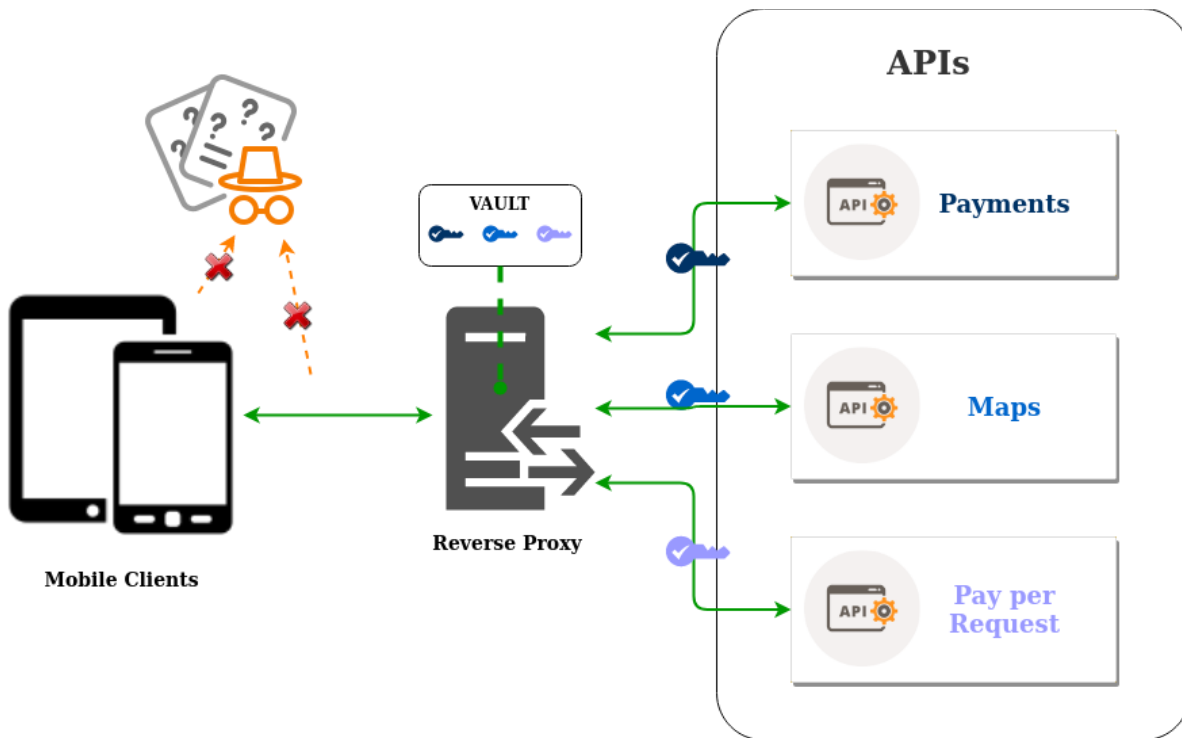 APIs
VAULT
API
Payments
API
Maps
API
Pay per
Request
Reverse Proxy
Mobile Clients
? ? ? ? ? ?